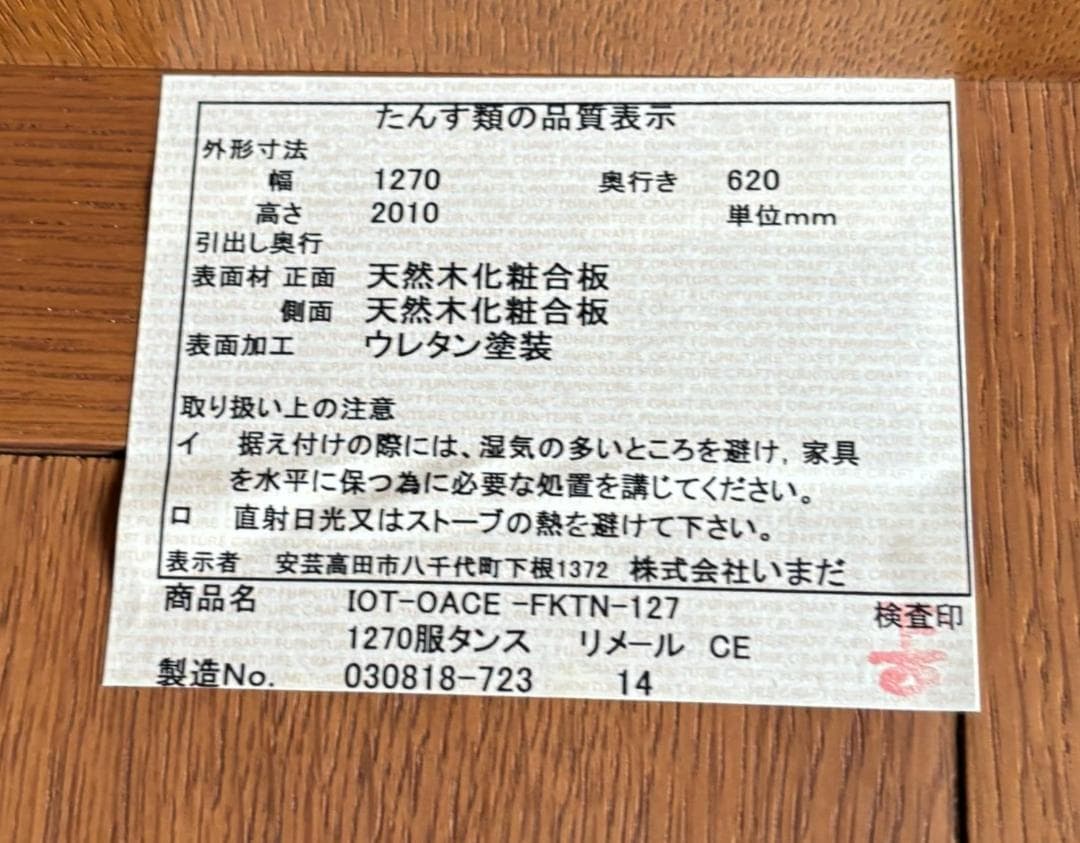 たんす類の品質表示
外形寸法
幅 1270 奥行き 620
高さ 2010 単位mm
引出し奥行
表面材 正面 天然木化粧合板
側面 天然木化粧合板
表面加工 ウレタン塗装
取り扱い上の注意
イ 据え付けの際には、湿気の多いところを避け, 家具
を水平に保つ為に必要な処置を講じてください。
ロ 直射日光又はストーブの熱を避けて下さい。
表示者 安芸高田市八千代町下根1372 株式会社いまだ
商品名 IOT-OACE -FKTN-127 検査印
1270服タンス リメール CE
製造No. 030818-723 14